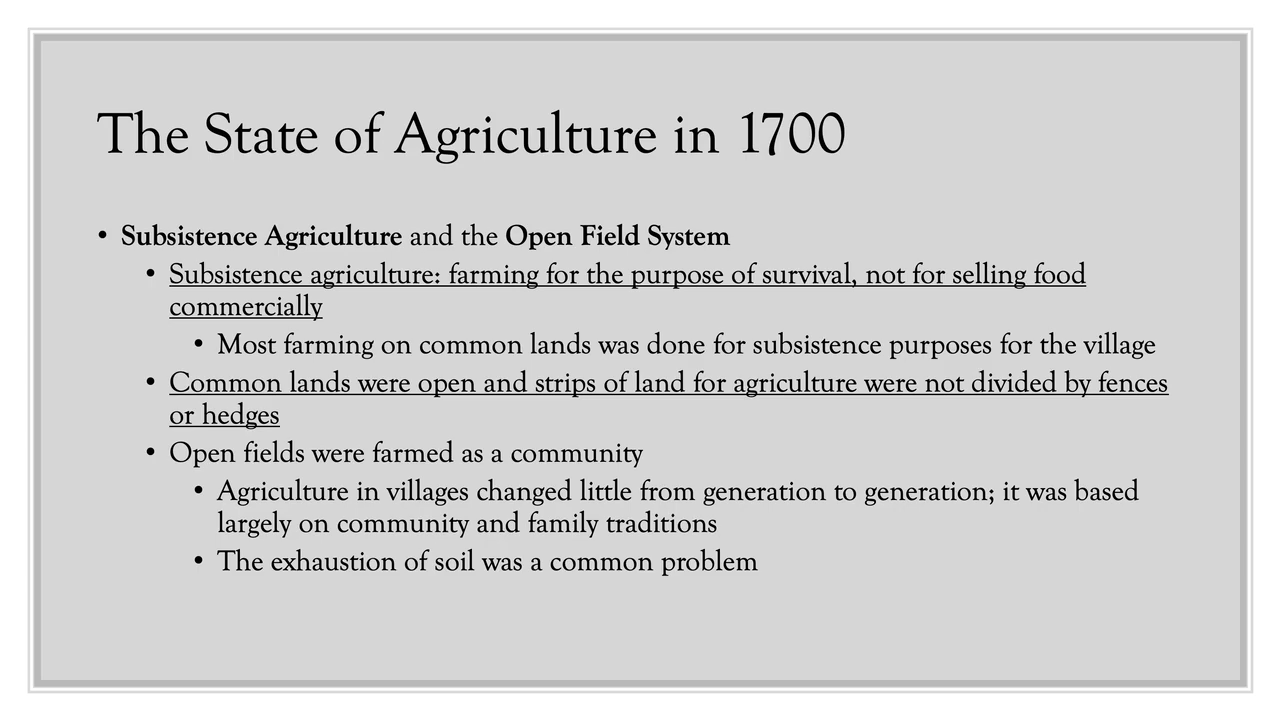 The State of Agriculture in 1700
• Subsistence Agriculture and the Open Field System
• Subsistence agriculture: farming for the purpose of survival, not for selling food
commercially
• Most farming on common lands was done for subsistence purposes for the village
• Common lands were open and strips of land for agriculture were not divided by fences
or hedges
• Open fields were farmed as a community
• Agriculture in villages changed little from generation to generation; it was based
largely on community and family traditions
• The exhaustion of soil was a common problem